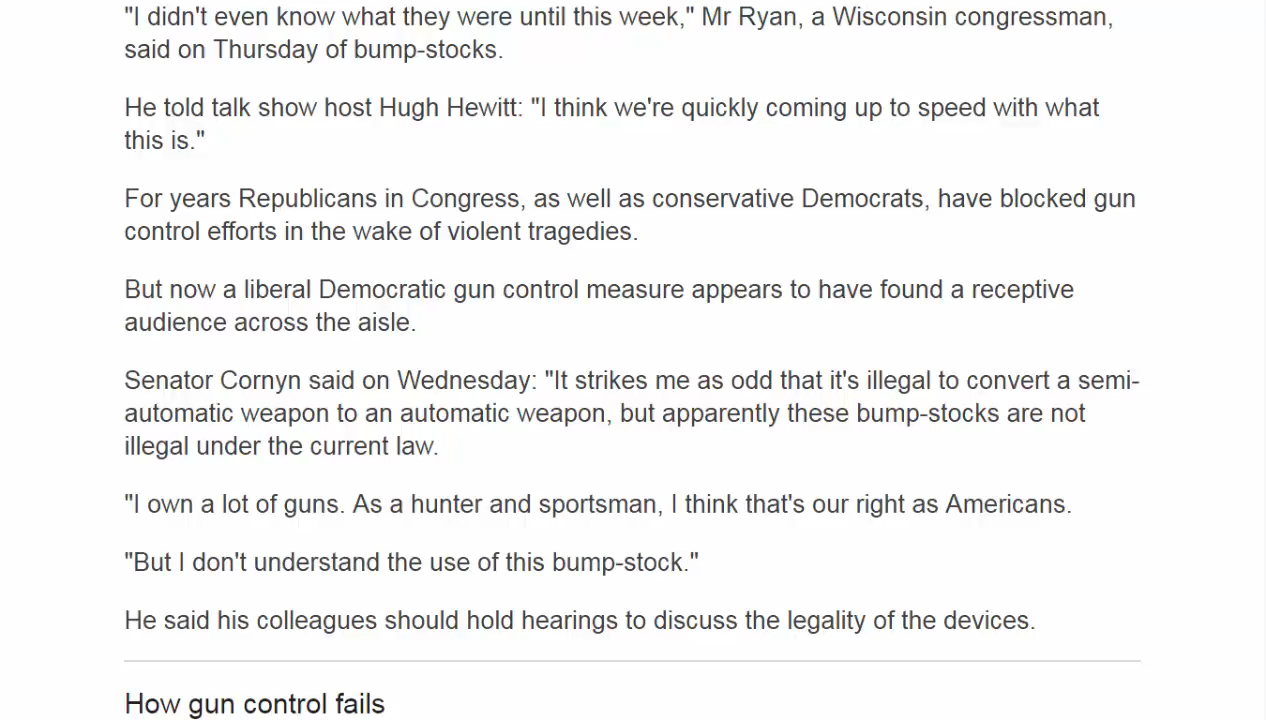 "I didn't even know what they were until this week," Mr Ryan, a Wisconsin congressman,
said on Thursday of bump-stocks.
He told talk show host Hugh Hewitt: "I think we're quickly coming up to speed with what
this is."
For years Republicans in Congress, as well as conservative Democrats, have blocked gun
control efforts in the wake of violent tragedies.
But now a liberal Democratic gun control measure appears to have found a receptive
audience across the aisle.
Senator Cornyn said on Wednesday: "It strikes me as odd that it's illegal to convert a semi-
automatic weapon to an automatic weapon, but apparently these bump-stocks are not
illegal under the current law.
"I own a lot of guns. As a hunter and sportsman, I think that's our right as Americans.
"But I don't understand the use of this bump-stock."
He said his colleagues should hold hearings to discuss the legality of the devices.
How gun control fails